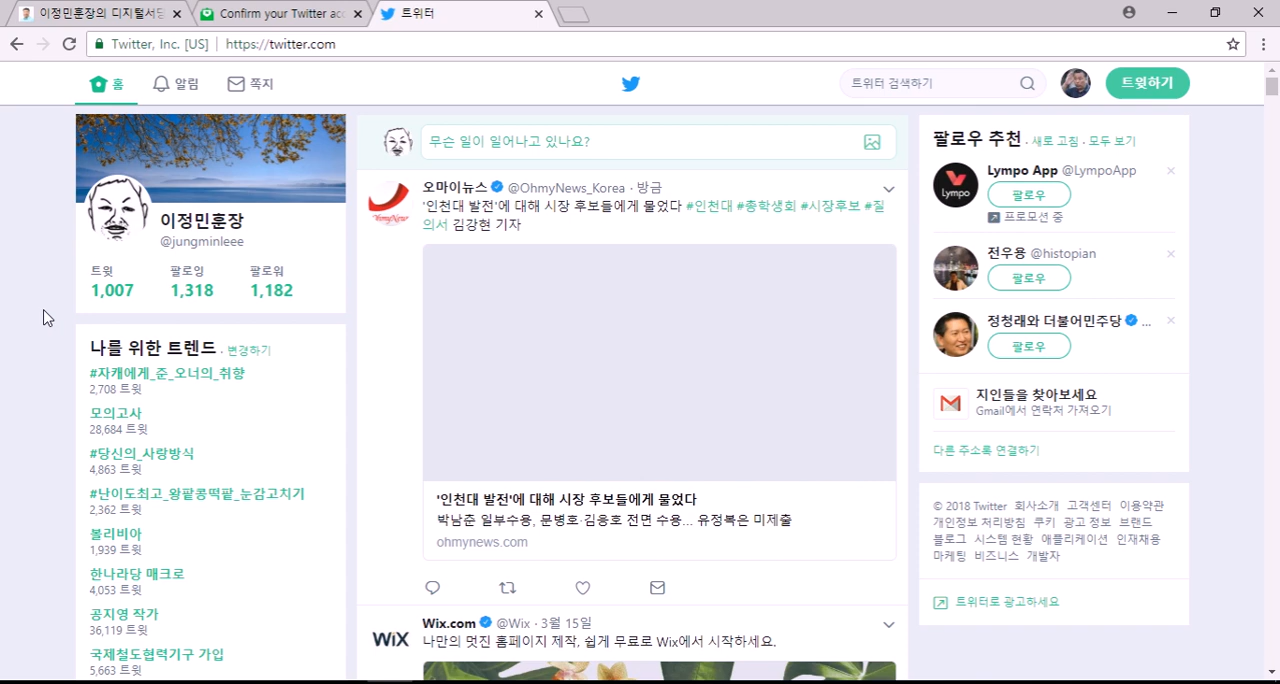 이정민훈장의 디지털서당
Confirm your Twitter acc
트위터
Twitter, Inc. [US]
https://twitter.com
홈
알림
쪽지
트위터 검색하기
트윗하기
이정민훈장
@jungminleee
트윗 팔로잉 팔로워
1,007 1,318 1,182
나를 위한 트렌드 · 변경하기
#자캐에게_준_오너의_취향
2,708 트윗
모의고사
28,684 트윗
#당신의_사랑방식
4,863 트윗
#난이도최고_왕팥콩떡팥_눈감고치기
2,362 트윗
볼리비아
1,939 트윗
한나라당 매크로
4,053 트윗
공지영 작가
36,119 트윗
국제철도협력기구 가입
5,663 트윗
무슨 일이 일어나고 있나요?
오마이뉴스 @OhmyNews_Korea · 방금
'인천대 발전'에 대해 시장 후보들에게 물었다 #인천대 #총학생회 #시장후보 #질
의서 김강현 기자
OhmyNews
'인천대 발전'에 대해 시장 후보들에게 물었다
박남춘 일부수용, 문병호·김응호 전면 수용... 유정복은 미제출
ohmynews.com
Wix.com @Wix · 3월 15일
WiX
나만의 멋진 홈페이지 제작, 쉽게 무료로 Wix에서 시작하세요.
팔로우 추천 · 새로 고침 · 모두 보기
Lympo App @LympoApp
Lympo
팔로우
프로모션 중
전우용 @histopian
팔로우
정청래와 더불어민주당 ...
팔로우
지인들을 찾아보세요
Gmail에서 연락처 가져오기
다른 주소록 연결하기
© 2018 Twitter 회사소개 고객센터 이용약관
개인정보 처리방침 쿠키 광고 정보 브랜드
블로그 시스템 현황 애플리케이션 인재채용
마케팅 비즈니스 개발자
트위터로 광고하세요